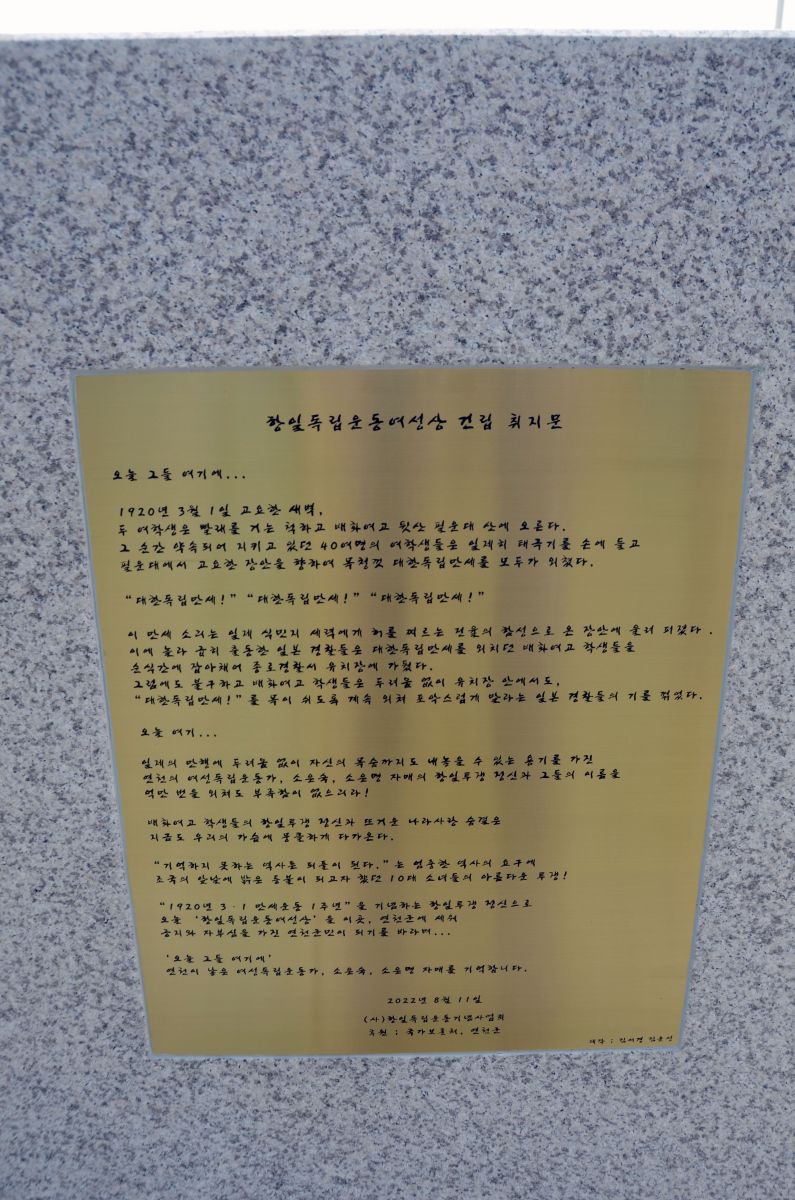 항일독립운동여성상 건립 취지문
오늘 그들 여기에...
1920년 3월 1일 고요한 새벽,
두 여학생은 빨래를 거는 척하고 배화여고 뒷산 필운대 산에 오른다.
그 순간 약속되어 지키고 있던 40여명의 여학생들은 일제히 태극기를 손에 들고
필운대에서 고요한 장안을 향하여 목청껏 대한독립만세를 모두가 외쳤다.
“대한독립만세!” “대한독립만세!” “대한독립만세!”
이 만세 소리는 일제 식민지 세력에게 허를 찌르는 전율의 함성으로 온 장안에 울려 퍼졌다.
이에 놀라 급히 출동한 일본 경찰들은 대한독립만세를 외치던 배화여고 학생들을
순식간에 잡아채어 종로경찰서 유치장에 가뒀다.
그럼에도 불구하고 배화여고 학생들은 두려움 없이 유치장 안에서도,
“대한독립만세!”를 목이 쉬도록 계속 외쳐 포악스럽게 말리는 일본 경찰들의 기를 꺾었다.
오늘 여기...
일제의 만행에 두려움 없이 자신의 목숨까지도 내놓을 수 있는 용기를 가진
연천의 여성독립운동가, 소은숙, 소은명 자매의 항일투쟁 정신과 그들의 이름을
억만 번을 외쳐도 부족함이 없으리라!
배화여고 학생들의 항일투쟁 정신과 뜨거운 나라사랑 숨결은
지금도 우리의 가슴에 뭉클하게 다가온다.
“기억하지 못하는 역사는 되풀이 된다.”는 엄중한 역사의 요구에
조국의 앞날에 밝은 등불이 되고자 했던 10대 소녀들의 아름다운 투쟁!
“1920년 3·1 만세운동 1주년”을 기념하는 항일투쟁 정신으로
오늘 ‘항일독립운동여성상’을 이곳, 연천군에 세워
긍지와 자부심을 가진 연천군민이 되기를 바라며...
‘오늘 그들 여기에’
연천이 낳은 여성독립운동가, 소은숙, 소은명 자매를 기억합니다.
2022년 8월 11일
(사)항일독립운동기념사업회
후원 : 국가보훈처, 연천군
제작 : 김서경 김운성